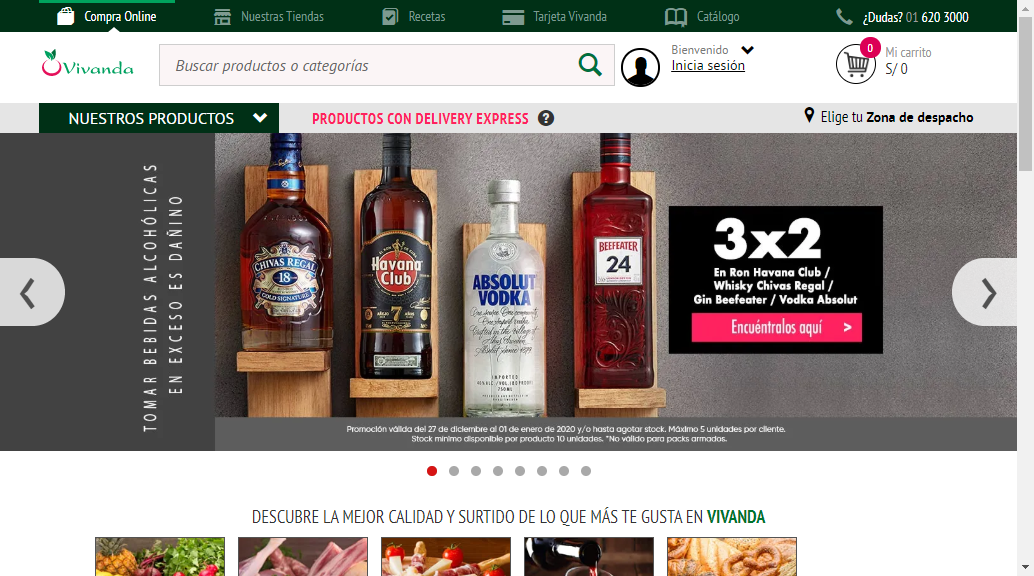 Compra Online
Nuestras Tiendas
Recetas
Tarjeta Vivanda
Catálogo
¿Dudas? 01 620 3000
Vivanda
Buscar productos o categorías
Bienvenido
Inicia sesión
0
Mi carrito
S/ 0
NUESTROS PRODUCTOS
PRODUCTOS CON DELIVERY EXPRESS ?
Elige tu Zona de despacho
TOMAR BEBIDAS ALCOHÓLICAS
EN EXCESO ES DAÑINO
CHIVAS REGAL
18
GOLD SIGNATURE
Havana
Club
AÑEJO 7 AÑOS
ABSOLUT
VODKA
IMPORTED
BEEFEATER
24
3x2
En Ron Havana Club /
Whisky Chivas Regal /
Gin Beefeater / Vodka Absolut
Encuéntralos aquí >
Promoción válida del 27 de diciembre al 01 de enero de 2020 y/o hasta agotar stock. Máximo 5 unidades por cliente.
Stock mínimo disponible por producto 10 unidades. *No válido para packs armados.
DESCUBRE LA MEJOR CALIDAD Y SURTIDO DE LO QUE MÁS TE GUSTA EN VIVANDA